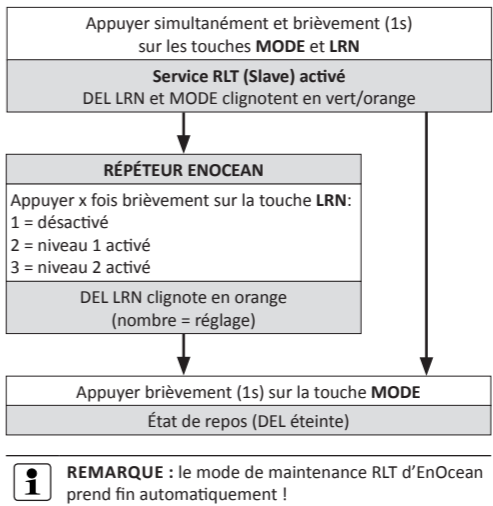 Appuyer simultanément et brièvement (1s)
sur les touches MODE et LRN
Service RLT (Slave) activé
DEL LRN et MODE clignotent en vert/orange
RÉPÉTEUR ENOCEAN
Appuyer x fois brièvement sur la touche LRN:
1 = désactivé
2 = niveau 1 activé
3 = niveau 2 activé
DEL LRN clignote en orange
(nombre = réglage)
Appuyer brièvement (1s) sur la touche MODE
État de repos (DEL éteinte)
REMARQUE : le mode de maintenance RLT d’EnOcean
prend fin automatiquement !